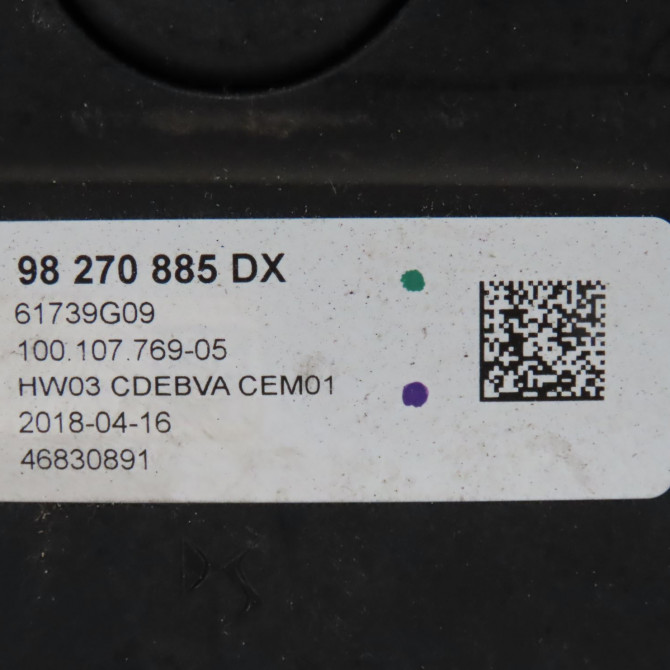 98 270 885 DX
61739G09
100.107.769-05
HW03 CDEBVA CEM01
2018-04-16
46830891